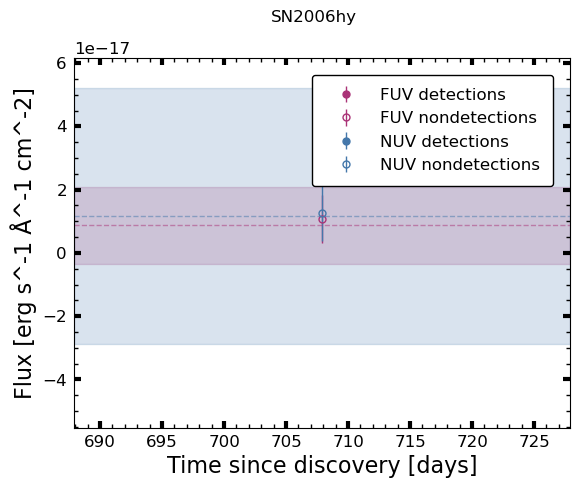 SN2006hy
1e−17
6
4
2
0
−2
−4
Flux [erg s^-1 Å^-1 cm^-2]
FUV detections
FUV nondetections
NUV detections
NUV nondetections
690 695 700 705 710 715 720 725
Time since discovery [days]